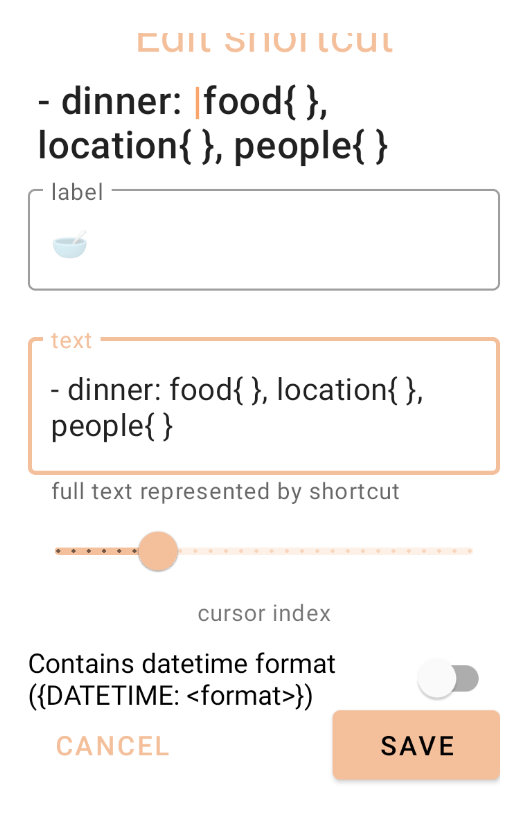 Edit shortcut
- dinner: food{ },
location{ }, people{ }
label
🥣
text
- dinner: food{ }, location{ },
people{ }
full text represented by shortcut
cursor index
Contains datetime format
({DATETIME: <format>})
CANCEL
SAVE